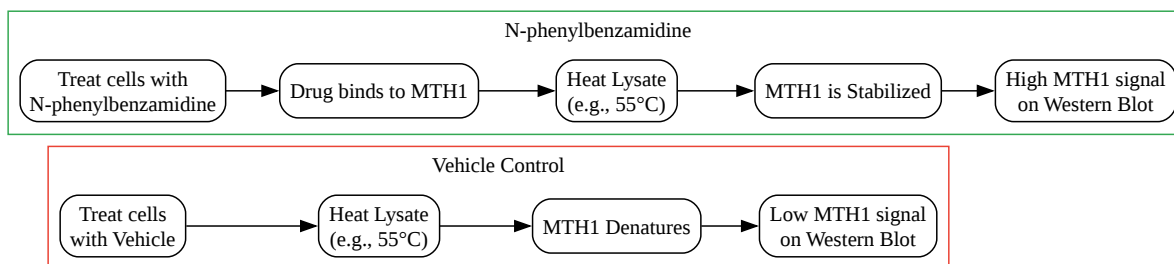 N-phenylbenzamidine
Treat cells with
N-phenylbenzamidine
Drug binds to MTH1
Heat Lysate
(e.g., 55°C)
MTH1 is Stabilized
High MTH1 signal
on Western Blot
Vehicle Control
Treat cells
with Vehicle
Heat Lysate
(e.g., 55°C)
MTH1 Denatures
Low MTH1 signal
on Western Blot